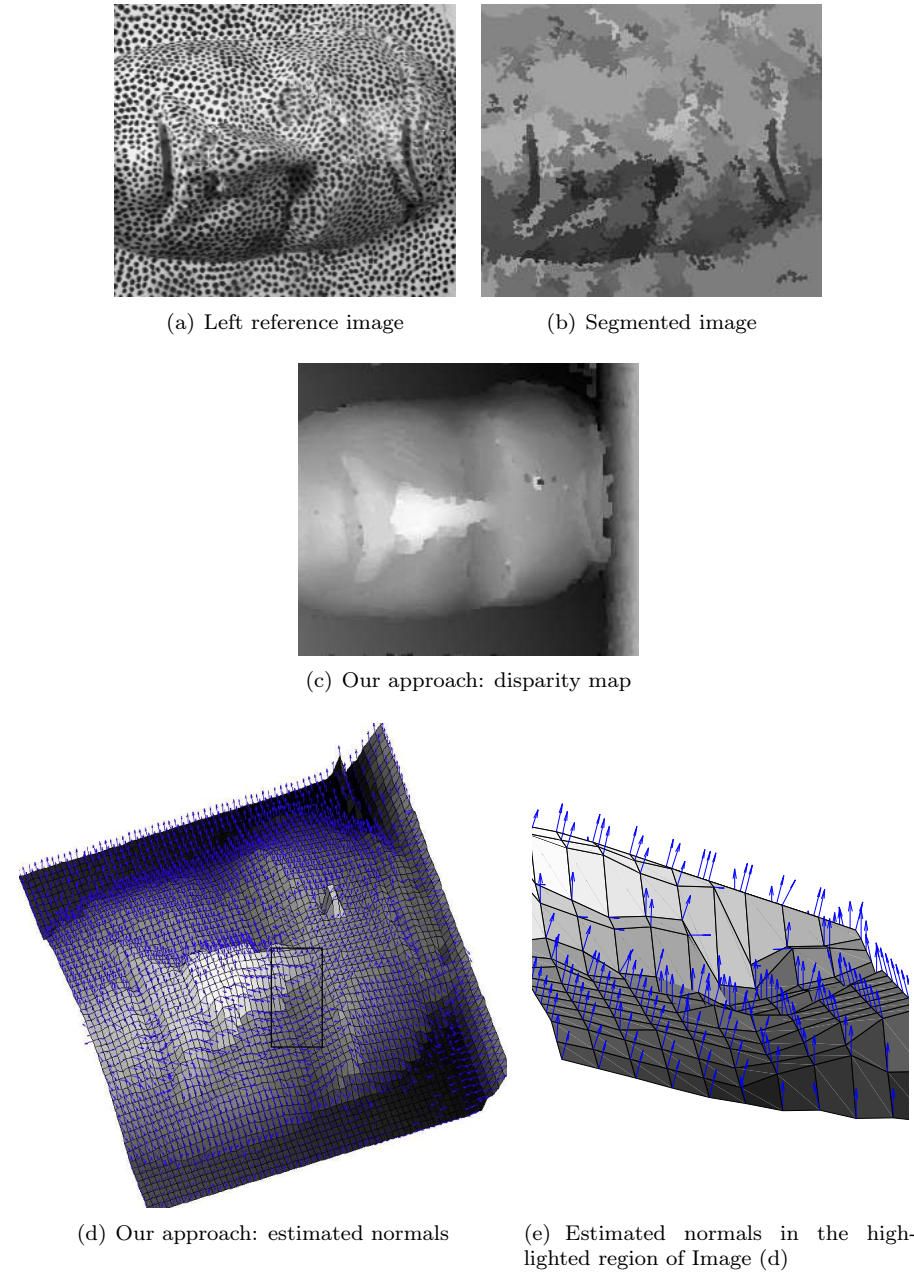 (a) Left reference image
(b) Segmented image
(c) Our approach: disparity map
(d) Our approach: estimated normals
(e) Estimated normals in the high-
lighted region of Image (d)